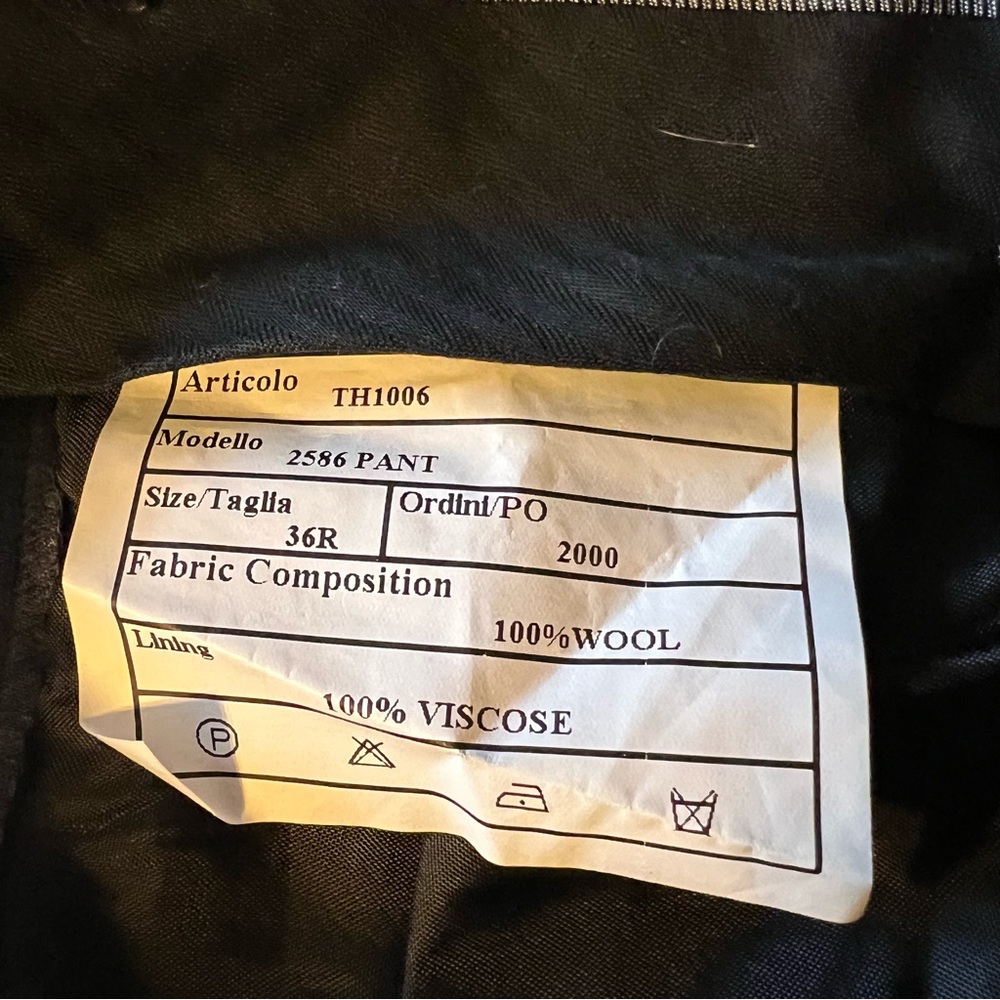 Articolo TH1006
Modello 2586 PANT
Size/Taglia 36R
Ordini/PO 2000
Fabric Composition
100%WOOL
Lining
100% VISCOSE
P